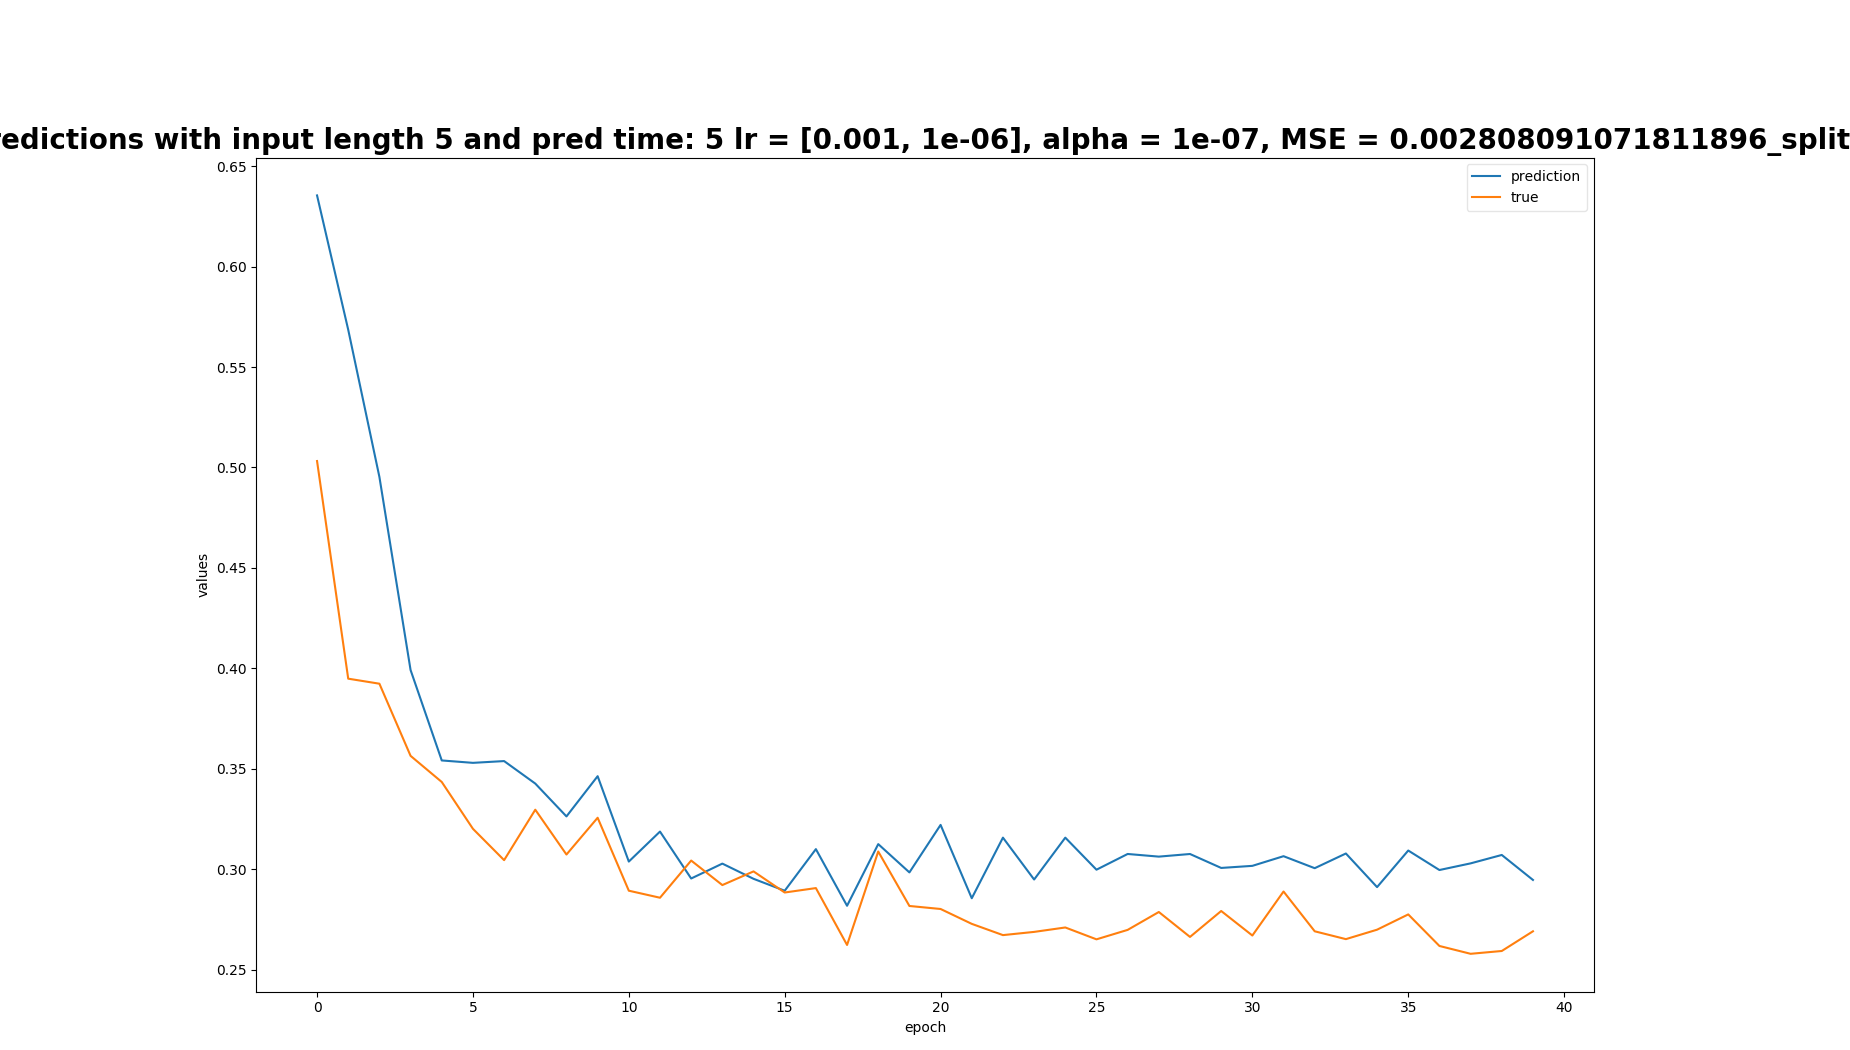 redictions with input length 5 and pred time: 5 lr = [0.001, 1e-06], alpha = 1e-07, MSE = 0.002808091071811896_split
prediction
true
0.65
0.60
0.55
0.50
0.45
0.40
0.35
0.30
0.25
values
0 5 10 15 20 25 30 35 40
epoch